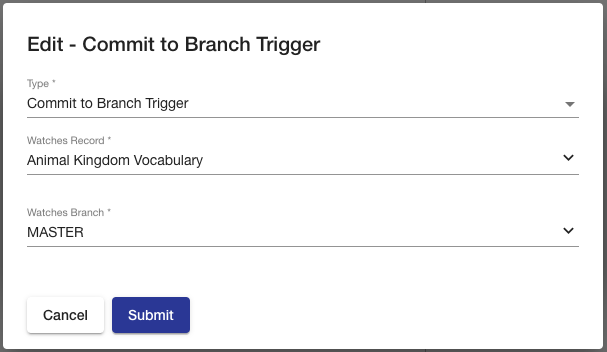 Edit - Commit to Branch Trigger
Type *
Commit to Branch Trigger
Watches Record *
Animal Kingdom Vocabulary
Watches Branch *
MASTER
Cancel Submit